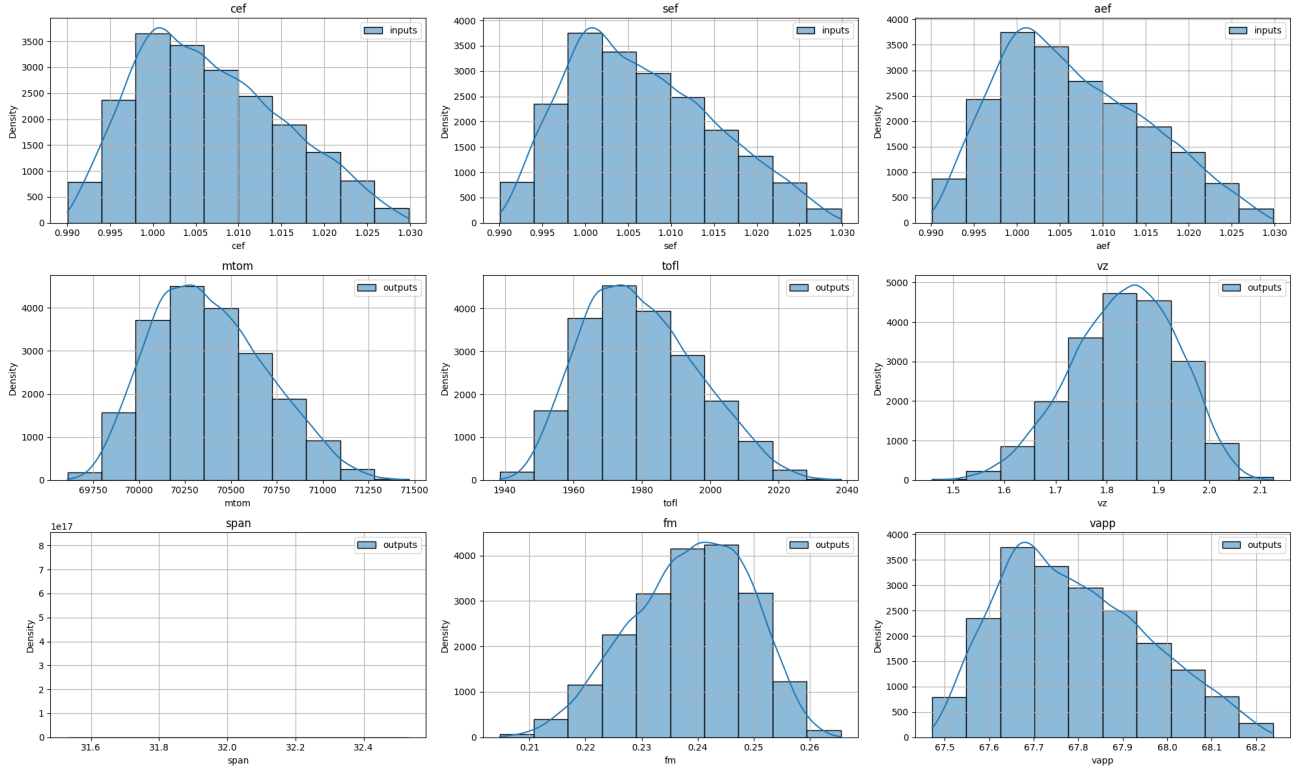 cef
sef
aef
inputs
inputs
inputs
Density
3500
3000
2500
2000
1500
1000
500
0
0.990 0.995 1.000 1.005 1.010 1.015 1.020 1.025 1.030
cef
Density
4000
3500
3000
2500
2000
1500
1000
500
0
0.990 0.995 1.000 1.005 1.010 1.015 1.020 1.025 1.030
sef
Density
4000
3500
3000
2500
2000
1500
1000
500
0
0.990 0.995 1.000 1.005 1.010 1.015 1.020 1.025 1.030
aef
mtom
tofl
vz
outputs
outputs
outputs
Density
4000
3000
2000
1000
0
69750 70000 70250 70500 70750 71000 71250 71500
mtom
Density
4000
3000
2000
1000
0
1940 1960 1980 2000 2020 2040
tofl
Density
5000
4000
3000
2000
1000
0
1.5 1.6 1.7 1.8 1.9 2.0 2.1
vz
span
fm
vapp
1e17
outputs
outputs
outputs
Density
8
7
6
5
4
3
2
1
0
31.6 31.8 32.0 32.2 32.4
span
Density
4000
3000
2000
1000
0
0.21 0.22 0.23 0.24 0.25 0.26
fm
Density
4000
3500
3000
2500
2000
1500
1000
500
0
67.5 67.6 67.7 67.8 67.9 68.0 68.1 68.2
vapp